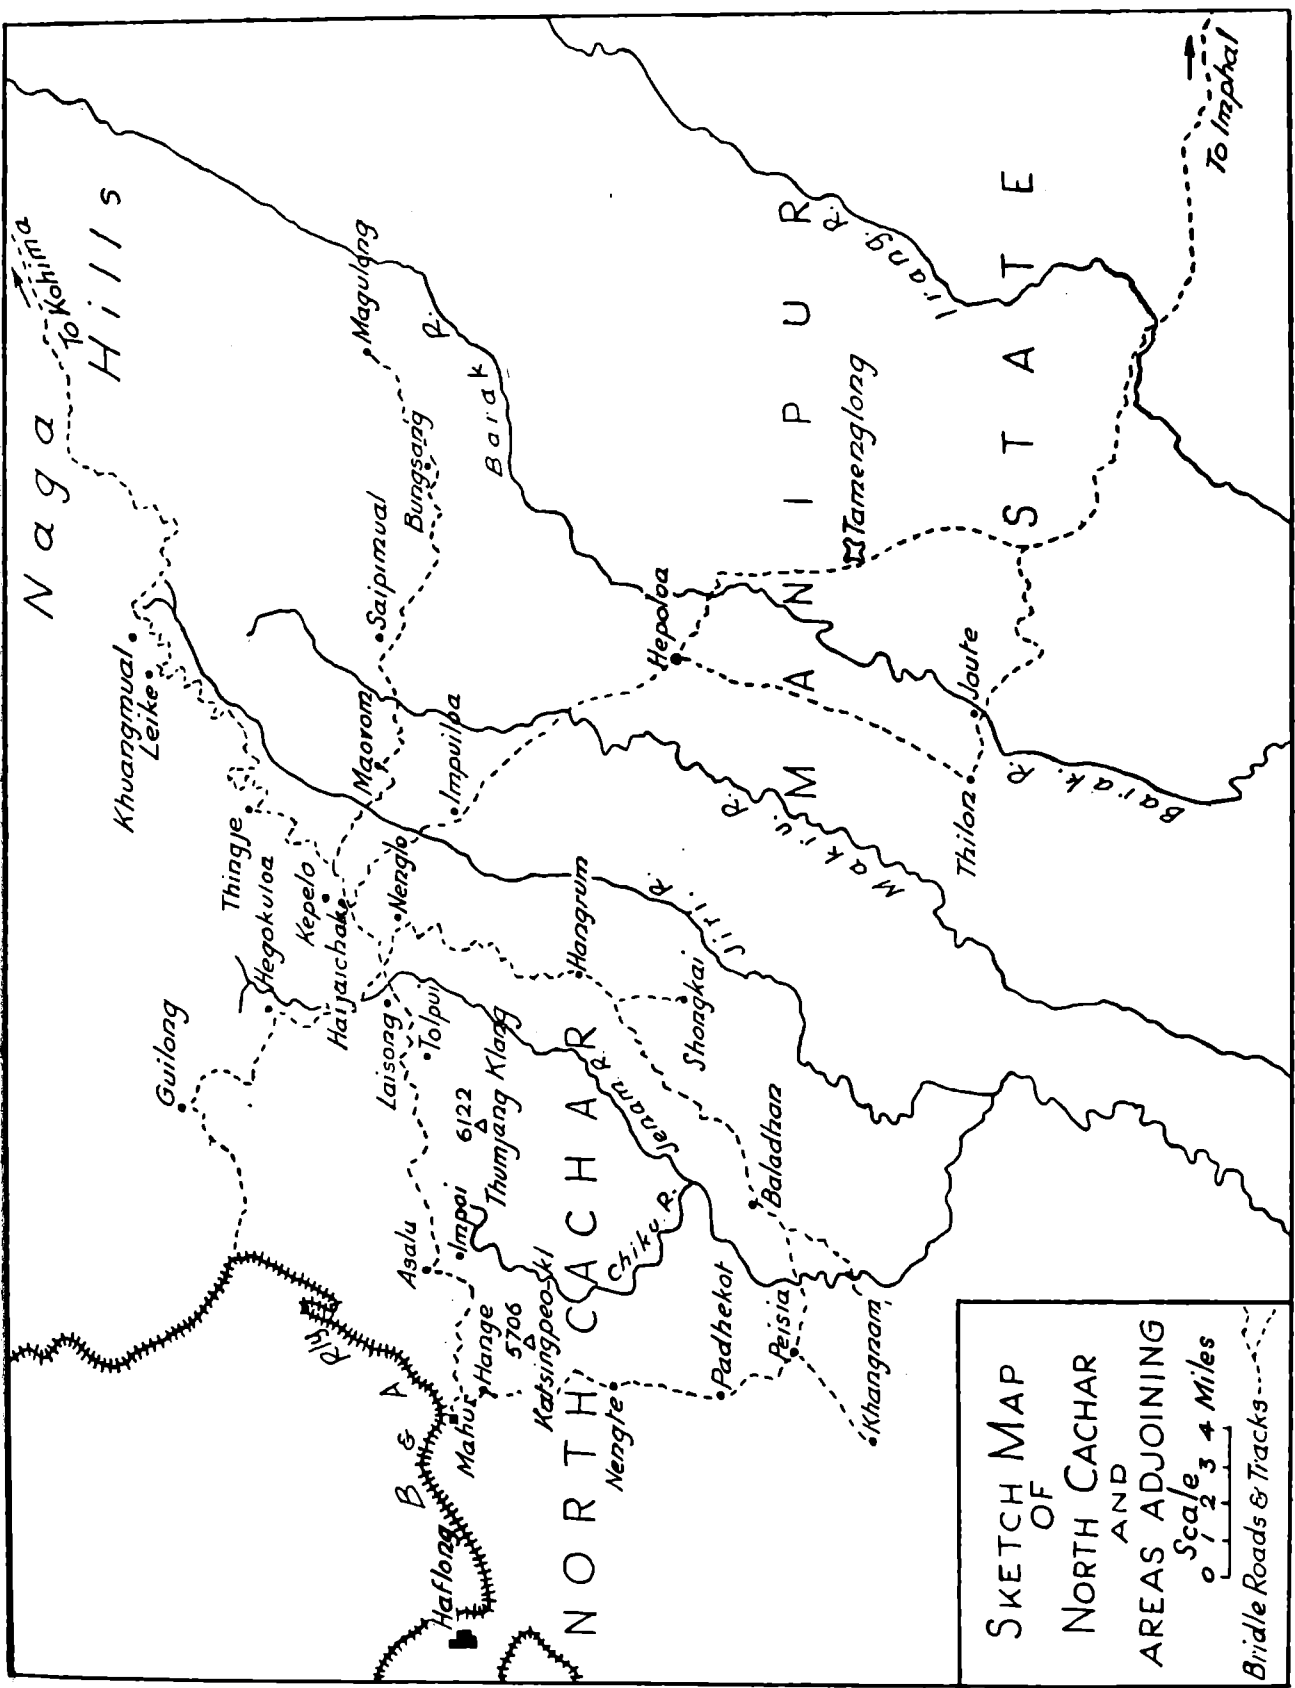 SKETCH MAP
OF
NORTH CACHAR
AND
AREAS ADJOINING
Scale
0 1 2 3 4 Miles
Bridle Roads & Tracks
Naga
Hills
To Kohima
MANIPUR
STATE
To Imphal
NORTH CACHAR
B & A
Rly
Haflong
Mahur
Hange
5706
Katsingpeo-ki
Nengte
Padhekot
Peisia
Khangnam
Baladhan
Asalu
Impoi
6122
Thumjang Klang
Chiku R.
Jenam R.
Guilong
Hegokuloa
Laisong
Tolpui
Haijaichak
Kepelo
Thingje
Nenglo
Hangrum
Shongkai
Jiri R.
Khuangmual
Leike
Maovom
Impuiloa
Saipimual
Bungsang
Magulong
Barak R.
Hepoloa
Tamenglong
Makru R.
Thilon
Joute
Barak R.
Irang R.